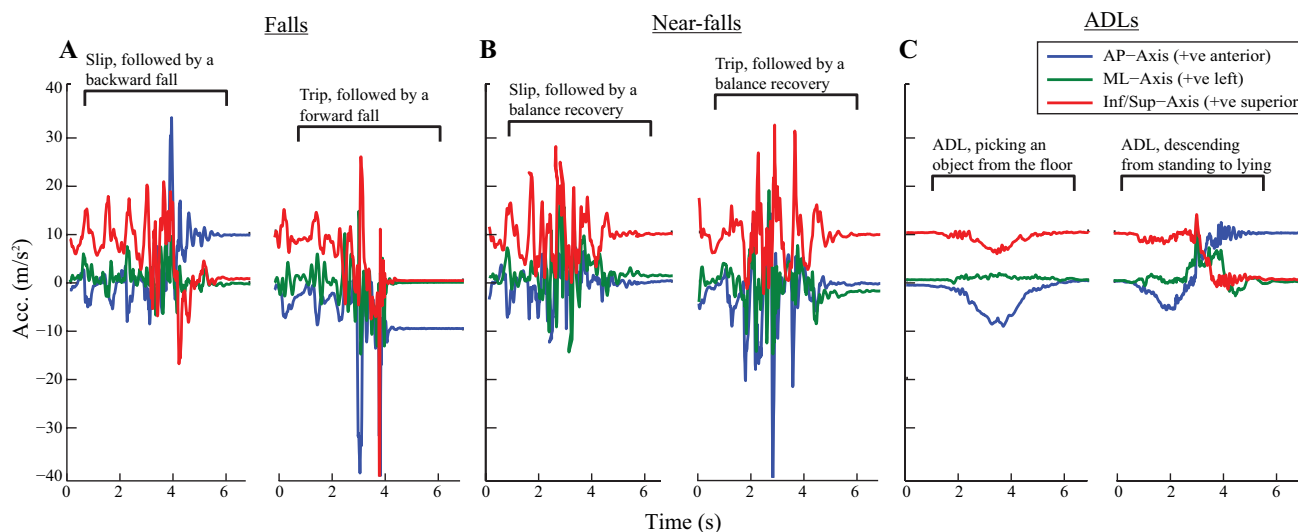 Falls
Near-falls
ADLs
A
B
C
Slip, followed by a
backward fall
Trip, followed by a
forward fall
Slip, followed by
a balance recovery
Trip, followed by a
balance recovery
AP−Axis (+ve anterior)
ML−Axis (+ve left)
Inf/Sup−Axis (+ve superior
ADL, picking an
object from the floor
ADL, descending
from standing to lying
Acc. (m/s²)
40
30
20
10
0
−10
−20
−30
−40
0 2 4 6
0 2 4 6
0 2 4 6
0 2 4 6
0 2 4 6
0 2 4 6
Time (s)